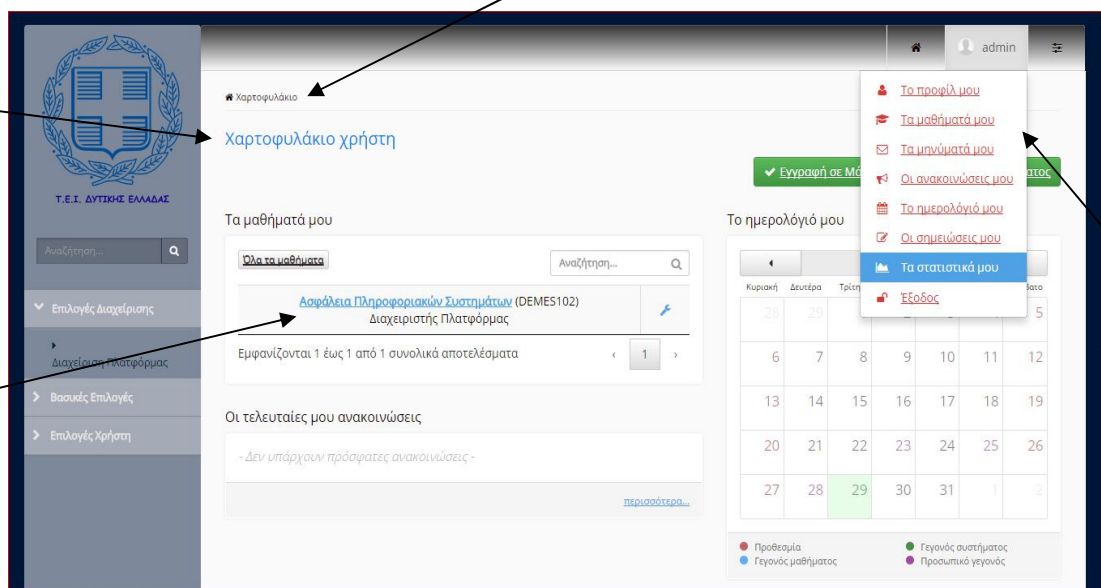 admin
Το προφίλ μου
Τα μαθήματά μου
Τα μηνύματά μου
Οι ανακοινώσεις μου
Το ημερολόγιό μου
Οι σημειώσεις μου
Τα στατιστικά μου
Έξοδος
Τ.Ε.Ι. ΔΥΤΙΚΗΣ ΕΛΛΑΔΑΣ
Αναζήτηση...
Επιλογές Διαχείρισης
Διαχείριση Πλατφόρμας
Βασικές Επιλογές
Επιλογές Χρήστη
Χαρτοφυλάκιο
Χαρτοφυλάκιο χρήστη
Εγγραφή σε
Τα μαθήματά μου
Όλα τα μαθήματα
Αναζήτηση...
Ασφάλεια Πληροφοριακών Συστημάτων (DEMES102)
Διαχειριστής Πλατφόρμας
Εμφανίζονται 1 έως 1 από 1 συνολικά αποτελέσματα
‹ 1 ›
Οι τελευταίες μου ανακοινώσεις
- Δεν υπάρχουν πρόσφατες ανακοινώσεις -
περισσότερα...
Το ημερολόγιό μου
Κυριακή Δευτέρα Τρίτη
28 29 5
6 7 8 9 10 11 12
13 14 15 16 17 18 19
20 21 22 23 24 25 26
27 28 29 30 31 1 2
Προθεσμία
Γεγονός συστήματος
Γεγονός μαθήματος
Προσωπικό γεγονός